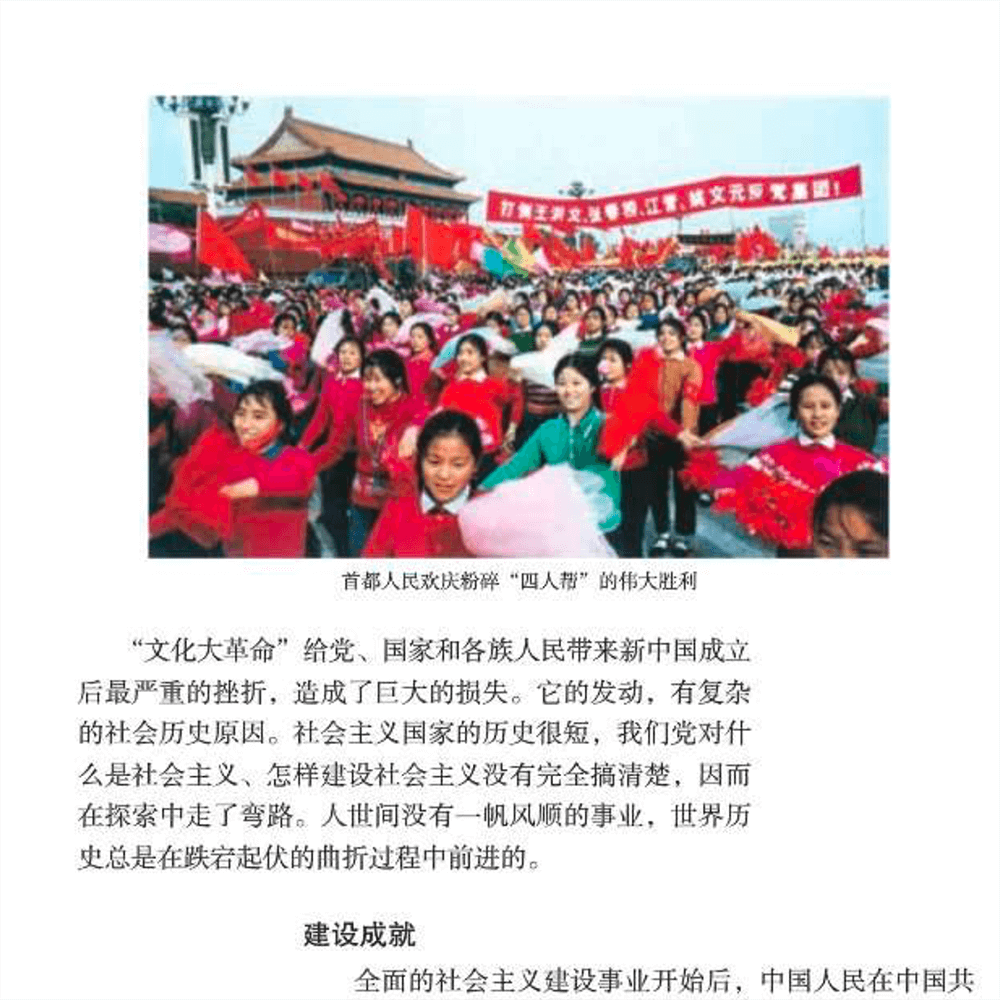 打倒王洪文、张春桥、江青、姚文元反党集团！
首都人民欢庆粉碎“四人帮”的伟大胜利
“文化大革命”给党、国家和各族人民带来新中国成立
后最严重的挫折，造成了巨大的损失。它的发动，有复杂
的社会历史原因。社会主义国家的历史很短，我们党对什
么是社会主义、怎样建设社会主义没有完全搞清楚，因而
在探索中走了弯路。人世间没有一帆风顺的事业，世界历
史总是在跌宕起伏的曲折过程中前进的。
建设成就
全面的社会主义建设事业开始后，中国人民在中国共